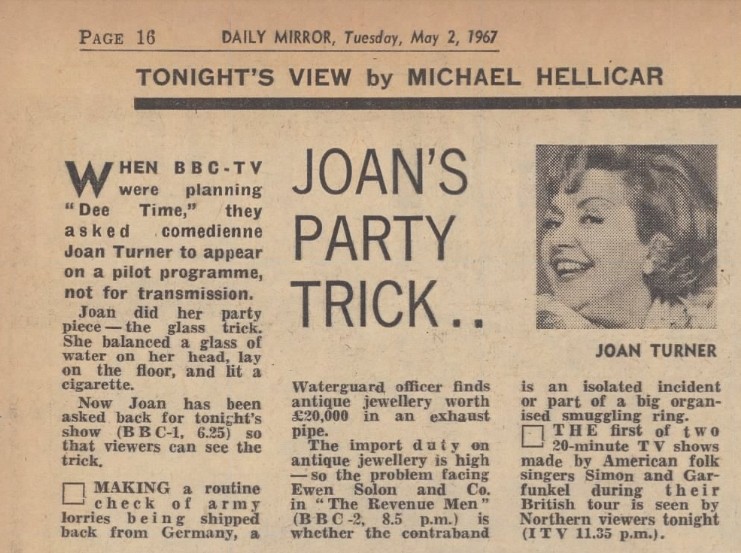 PAGE 16
DAILY MIRROR, Tuesday, May 2, 1967
TONIGHT'S VIEW by MICHAEL HELLICAR
JOAN'S
PARTY
TRICK..
WHEN BBC-TV
were planning
"Dee Time," they
asked comedienne
Joan Turner to appear
on a pilot programme,
not for transmission.
Joan did her party
piece—the glass trick.
She balanced a glass of
water on her head, lay
on the floor, and lit a
cigarette.
Now Joan has been
asked back for tonight's
show (BBC-1, 6.25) so
that viewers can see the
trick.
MAKING a routine
check of army
lorries being shipped
back from Germany, a
Waterguard officer finds
antique jewellery worth
£20,000 in an exhaust
pipe.
The import duty on
antique jewellery is high
—so the problem facing
Ewen Solon and Co.
in "The Revenue Men"
(BBC-2, 8.5 p.m.) is
whether the contraband
JOAN TURNER
is an isolated incident
or part of a big organ-
ised smuggling ring.
THE first of two
20-minute TV shows
made by American folk
singers Simon and Gar-
funkel during their
British tour is seen by
Northern viewers tonight
(ITV 11.35 p.m.).